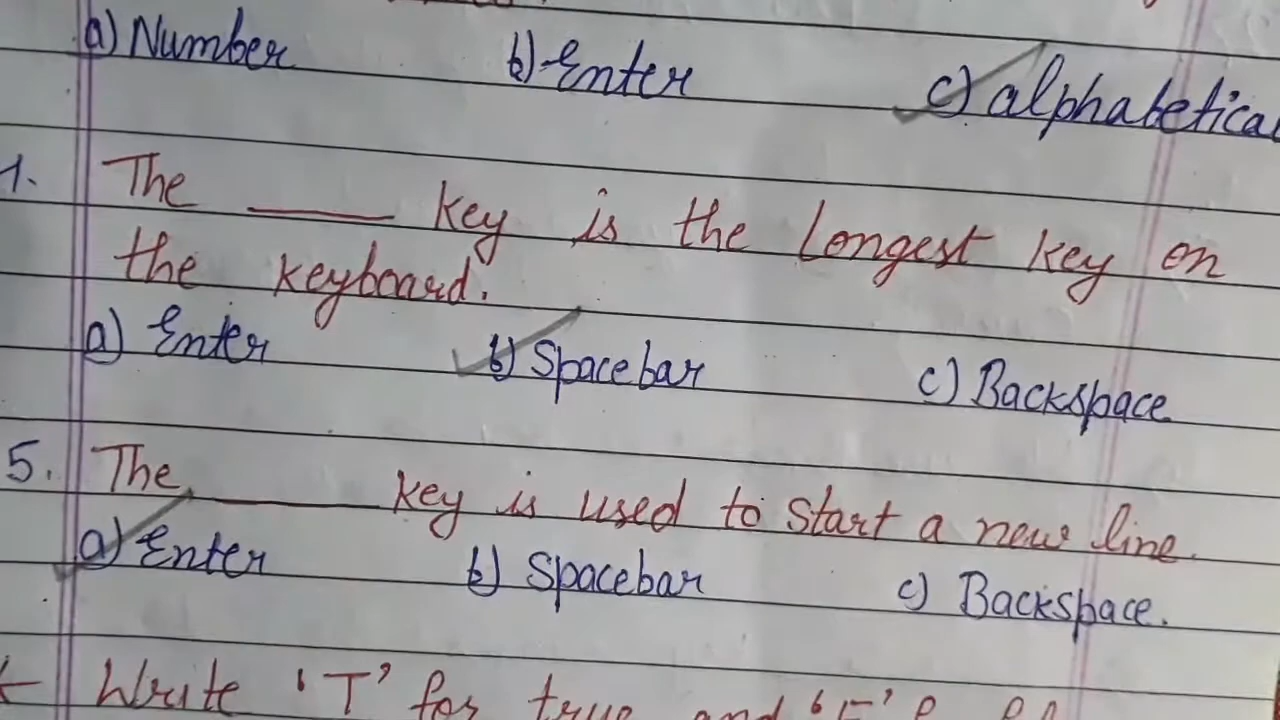 a) Number b) Enter c) alphabetical
The ____ key is the longest key on
the keyboard.
a) Enter b) Spacebar c) Backspace
5. The ____ key is used to start a new line.
a) Enter b) Spacebar c) Backspace.
Write 'T' for true and 'F'